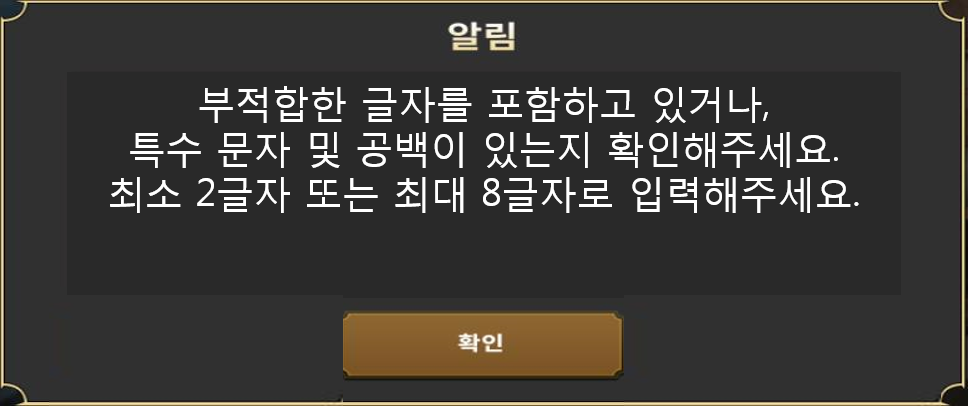 알림
부적합한 글자를 포함하고 있거나,
특수 문자 및 공백이 있는지 확인해주세요.
최소 2글자 또는 최대 8글자로 입력해주세요.
확인